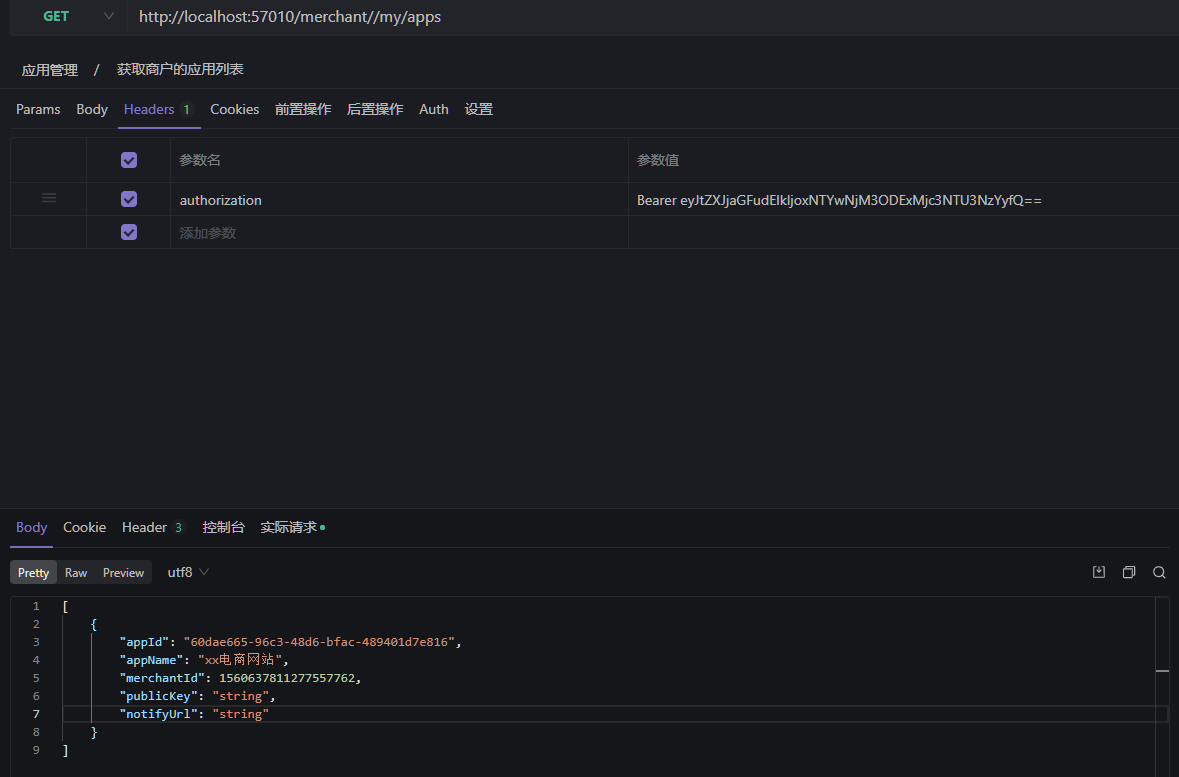 GET http://localhost:57010/merchant//my/apps
应用管理 / 获取商户的应用列表
Params Body Headers 1 Cookies 前置操作 后置操作 Auth 设置
参数名 参数值
authorization Bearer eyJtZXJjaGFudElkIjoxNTYwNjM3ODExMjc3NTU3NzYyfQ==
添加参数
Body Cookie Header 3 控制台 实际请求
Pretty Raw Preview utf8
1 [
2 {
3 "appId": "60dae665-96c3-48d6-bfac-489401d7e816",
4 "appName": "xx电商网站",
5 "merchantId": 1560637811277557762,
6 "publicKey": "string",
7 "notifyUrl": "string"
8 }
9 ]